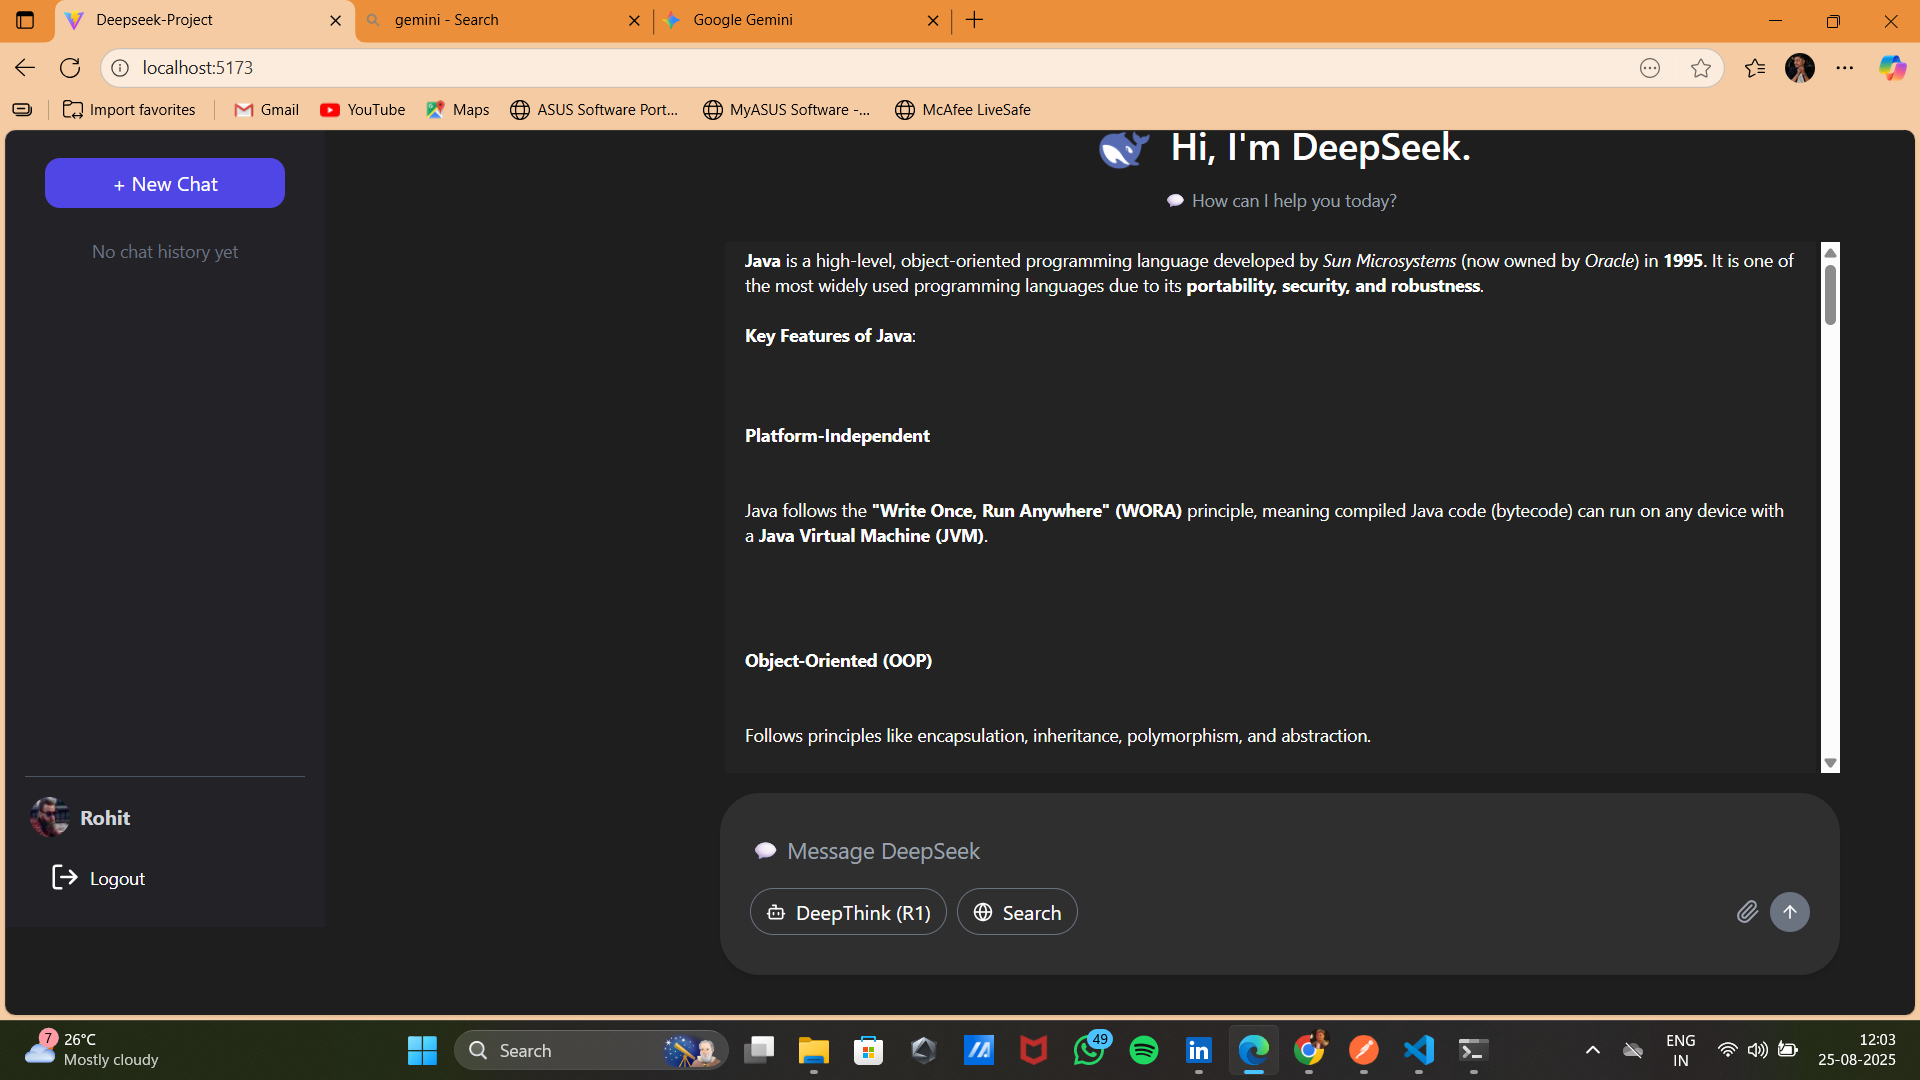 Deepseek-Project
gemini - Search
Google Gemini
localhost:5173
Import favorites
Gmail
YouTube
Maps
ASUS Software Port...
MyASUS Software -...
McAfee LiveSafe
+ New Chat
No chat history yet
Rohit
Logout
Hi, I'm DeepSeek.
How can I help you today?
Java is a high-level, object-oriented programming language developed by Sun Microsystems (now owned by Oracle) in 1995. It is one of
the most widely used programming languages due to its portability, security, and robustness.
Key Features of Java:
Platform-Independent
Java follows the "Write Once, Run Anywhere" (WORA) principle, meaning compiled Java code (bytecode) can run on any device with
a Java Virtual Machine (JVM).
Object-Oriented (OOP)
Follows principles like encapsulation, inheritance, polymorphism, and abstraction.
Message DeepSeek
DeepThink (R1)
Search
7
26°C
Mostly cloudy
Search
49
ENG
IN
12:03
25-08-2025